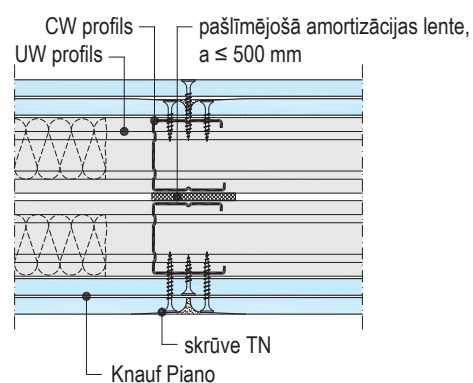 CW profils
UW profils
pašlīmējošā amortizācijas lente,
a ≤ 500 mm
skrūve TN
Knauf Piano